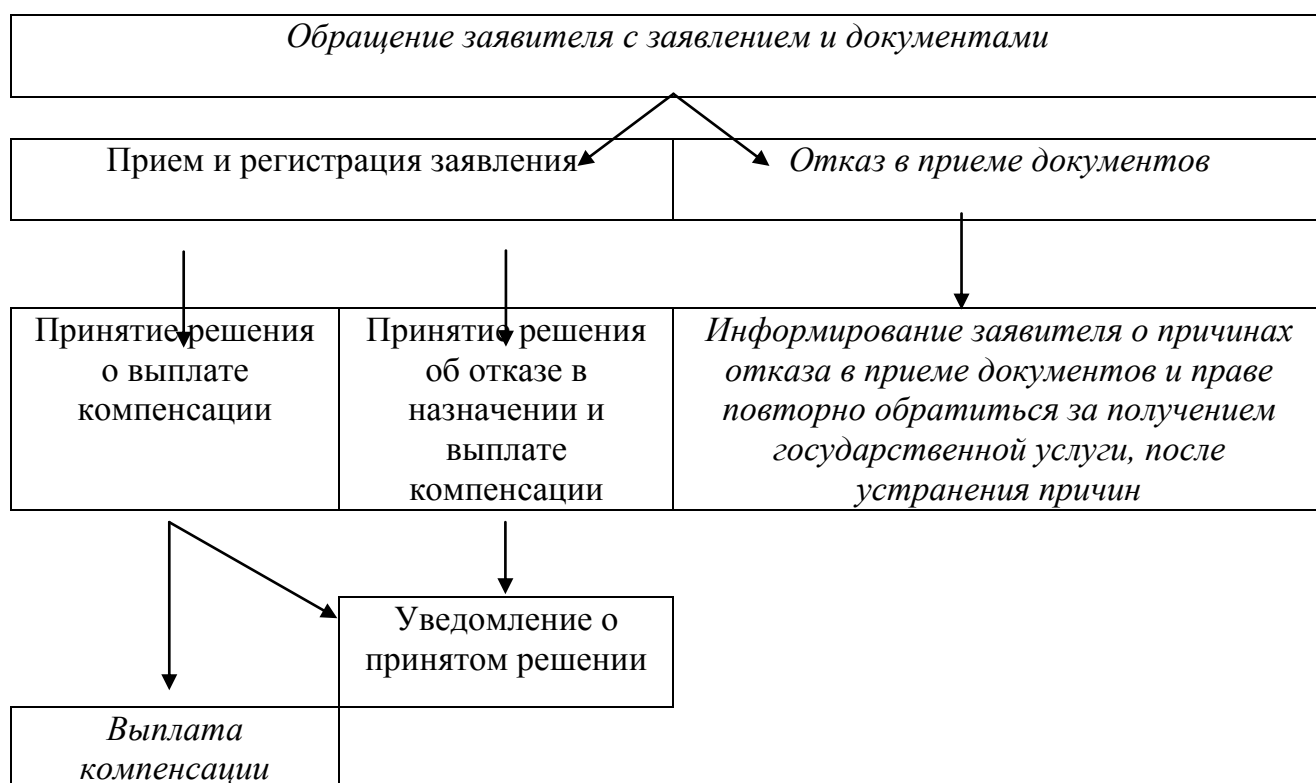 Обращение заявителя с заявлением и документами
Прием и регистрация заявления
Отказ в приеме документов
Принятие решения
о выплате
компенсации
Принятие решения
об отказе в
назначении и
выплате
компенсации
Информирование заявителя о причинах
отказа в приеме документов и праве
повторно обратиться за получением
государственной услуги, после
устранения причин
Уведомление о
принятом решении
Выплата
компенсации